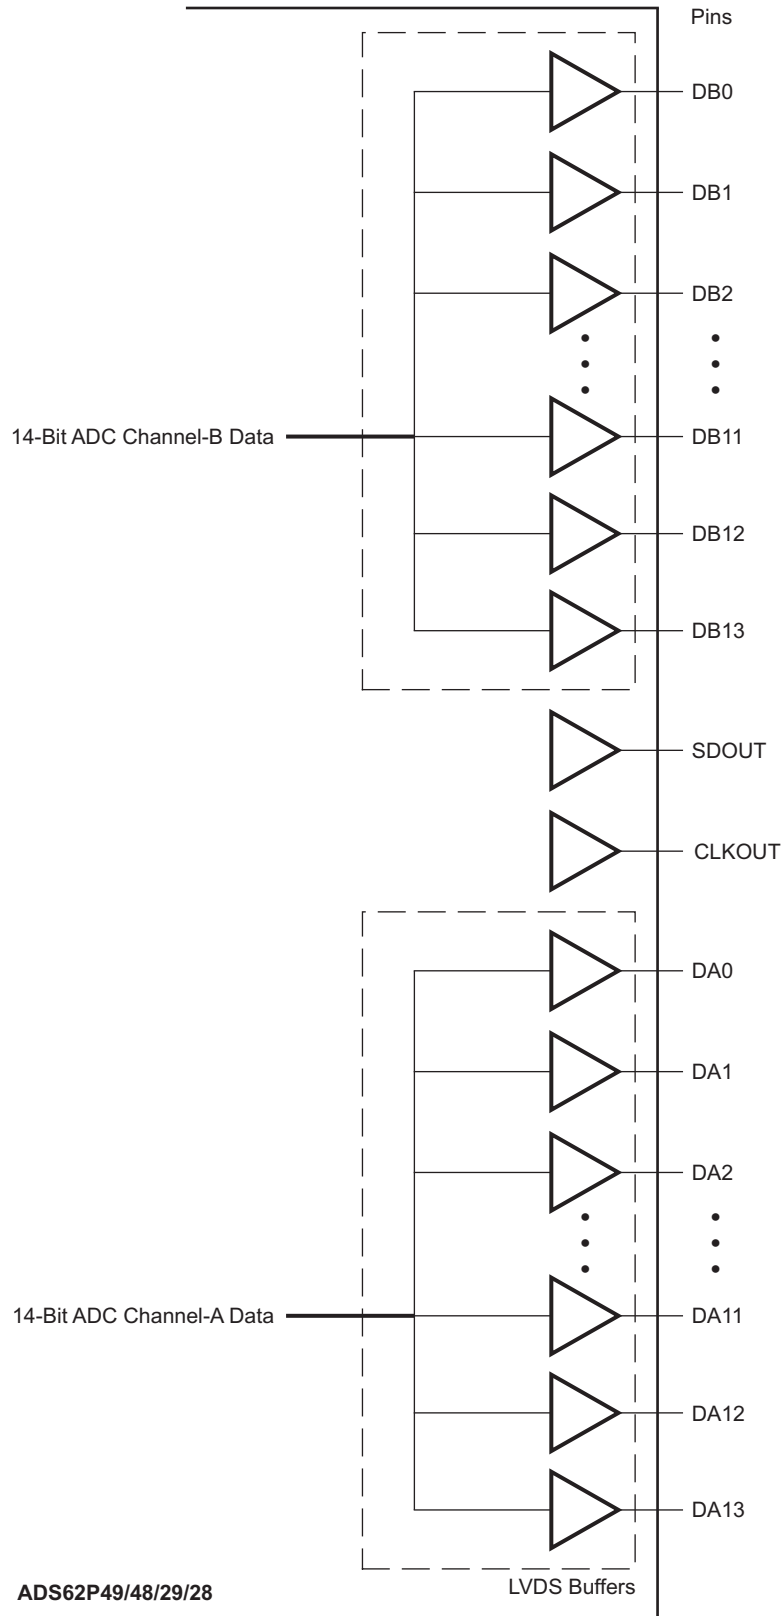 Pins
DB0
DB1
DB2
14-Bit ADC Channel-B Data
DB11
DB12
DB13
SDOUT
CLKOUT
DA0
DA1
DA2
14-Bit ADC Channel-A Data
DA11
DA12
DA13
LVDS Buffers
ADS62P49/48/29/28